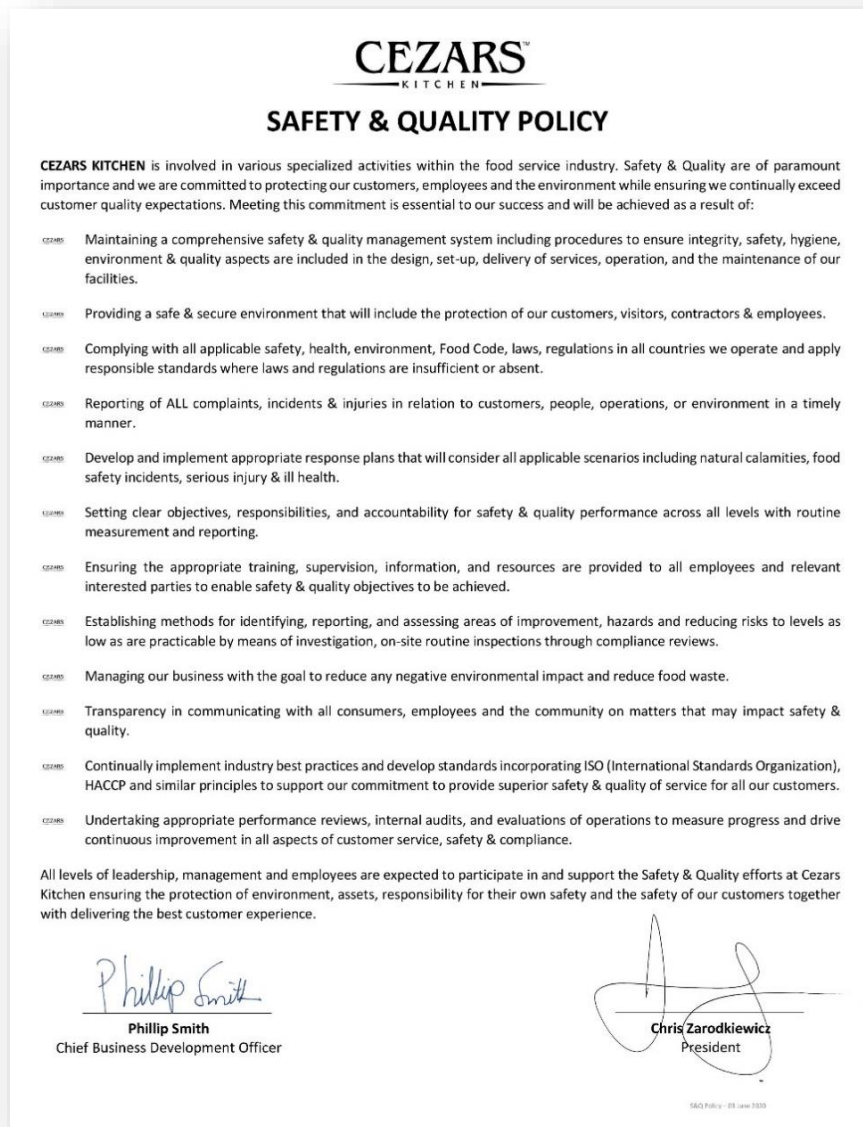 CEZARS™
KITCHEN
SAFETY & QUALITY POLICY
CEZARS KITCHEN is involved in various specialized activities within the food service industry. Safety & Quality are of paramount
importance and we are committed to protecting our customers, employees and the environment while ensuring we continually exceed
customer quality expectations. Meeting this commitment is essential to our success and will be achieved as a result of:
CEZARS Maintaining a comprehensive safety & quality management system including procedures to ensure integrity, safety, hygiene,
environment & quality aspects are included in the design, set-up, delivery of services, operation, and the maintenance of our
facilities.
CEZARS Providing a safe & secure environment that will include the protection of our customers, visitors, contractors & employees.
CEZARS Complying with all applicable safety, health, environment, Food Code, laws, regulations in all countries we operate and apply
responsible standards where laws and regulations are insufficient or absent.
CEZARS Reporting of ALL complaints, incidents & injuries in relation to customers, people, operations, or environment in a timely
manner.
CEZARS Develop and implement appropriate response plans that will consider all applicable scenarios including natural calamities, food
safety incidents, serious injury & ill health.
CEZARS Setting clear objectives, responsibilities, and accountability for safety & quality performance across all levels with routine
measurement and reporting.
CEZARS Ensuring the appropriate training, supervision, information, and resources are provided to all employees and relevant
interested parties to enable safety & quality objectives to be achieved.
CEZARS Establishing methods for identifying, reporting, and assessing areas of improvement, hazards and reducing risks to levels as
low as are practicable by means of investigation, on-site routine inspections through compliance reviews.
CEZARS Managing our business with the goal to reduce any negative environmental impact and reduce food waste.
CEZARS Transparency in communicating with all consumers, employees and the community on matters that may impact safety &
quality.
CEZARS Continually implement industry best practices and develop standards incorporating ISO (International Standards Organization),
HACCP and similar principles to support our commitment to provide superior safety & quality of service for all our customers.
CEZARS Undertaking appropriate performance reviews, internal audits, and evaluations of operations to measure progress and drive
continuous improvement in all aspects of customer service, safety & compliance.
All levels of leadership, management and employees are expected to participate in and support the Safety & Quality efforts at Cezars
Kitchen ensuring the protection of environment, assets, responsibility for their own safety and the safety of our customers together
with delivering the best customer experience.
Phillip Smith
Phillip Smith
Chief Business Development Officer
Chris Zarodkiewicz
President
S&Q Policy - 03 June 2020